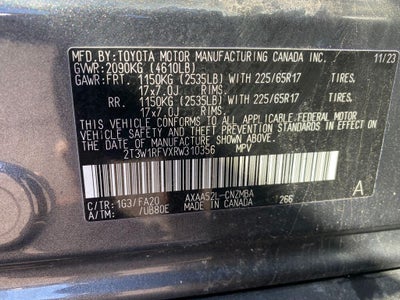 MFD.BY:TOYOTA MOTOR MANUFACTURING CANADA INC. 11/23
GVWR:2090KG (4610LB)
GAWR:FRT. 1150KG (2535LB) WITH 225/65R17 TIRES,
17x7.0J RIMS,
RR. 1150KG (2535LB) WITH 225/65R17 TIRES,
17x7.0J RIMS,
THIS VEHICLE CONFORMS TO ALL APPLICABLE FEDERAL MOTOR
VEHICLE SAFETY AND THEFT PREVENTION STANDARDS IN EFFECT ON
THE DATE OF MANUFACTURE SHOWN ABOVE.
2T3W1RFVXRW310356 MPV
C/TR: 1G3/FA20 AXAA52L-CNZMBA
A/TM: /UB80E MADE IN CANADA 266 A